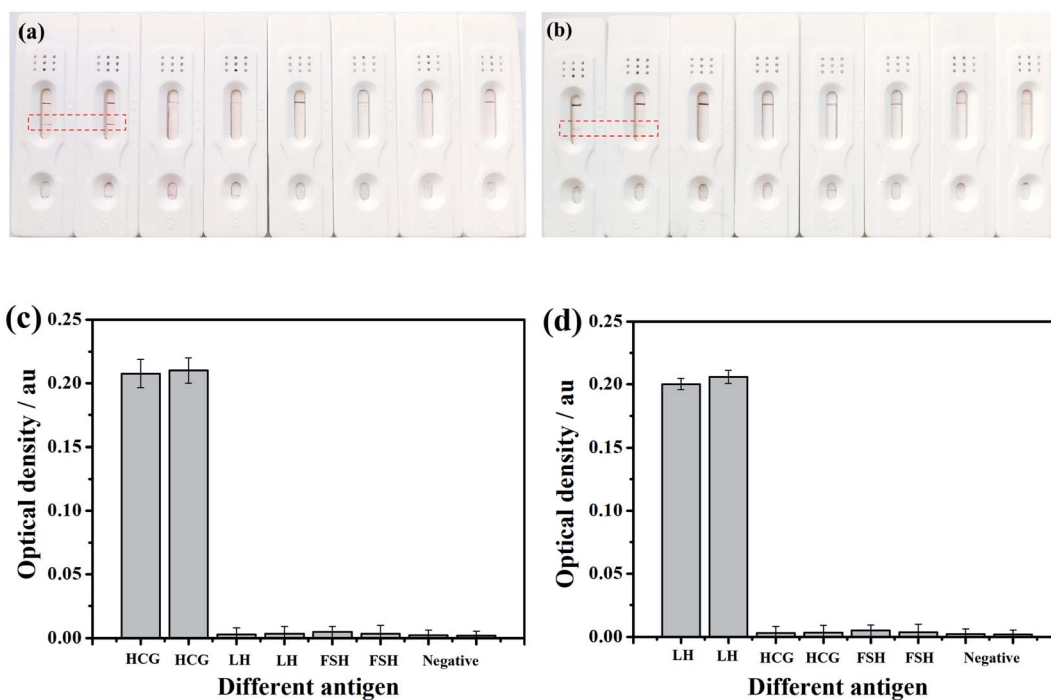 (a)
(b)
(c)
Optical density / au
0.25
0.20
0.15
0.10
0.05
0.00
HCG HCG LH LH FSH FSH Negative
Different antigen
(d)
Optical density / au
0.25
0.20
0.15
0.10
0.05
0.00
LH LH HCG HCG FSH FSH Negative
Different antigen